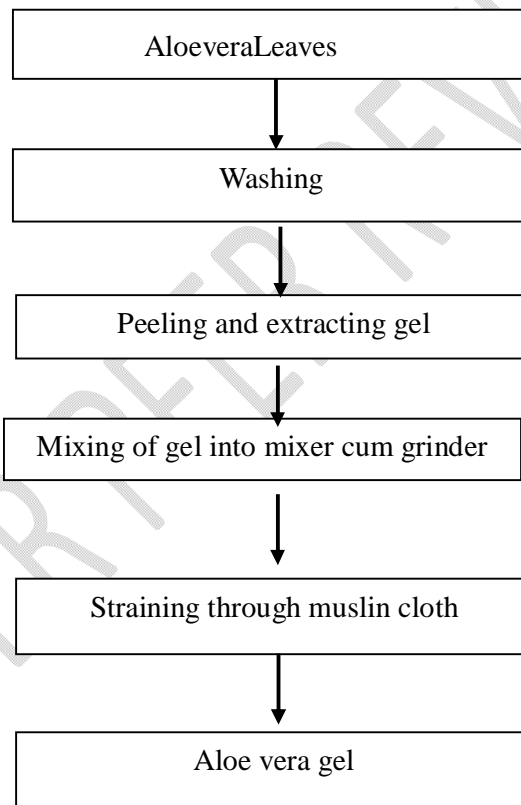 AloeveraLeaves
Washing
Peeling and extracting gel
Mixing of gel into mixer cum grinder
Straining through muslin cloth
Aloe vera gel